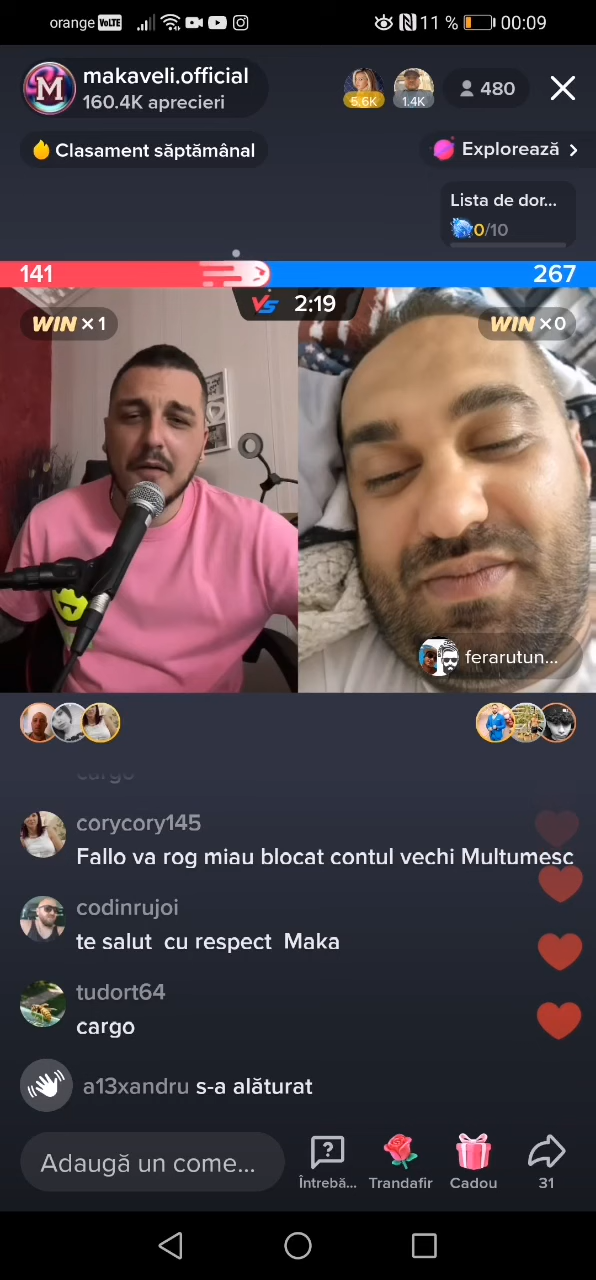 orange VoLTE 11 % 00:09
makaveli.official
160.4K aprecieri
5.6K
1.4K
480
Clasament săptămânal
Explorează
Lista de dor...
0/10
141
267
VS 2:19
WIN x 1
WIN x 0
ferarutun...
cargo
corycory145
Fallo va rog miau blocat contul vechi Multumesc
codinrujoi
te salut cu respect Maka
tudort64
cargo
a13xandru s-a alăturat
Adaugă un come...
Întrebă...
Trandafir
Cadou
31